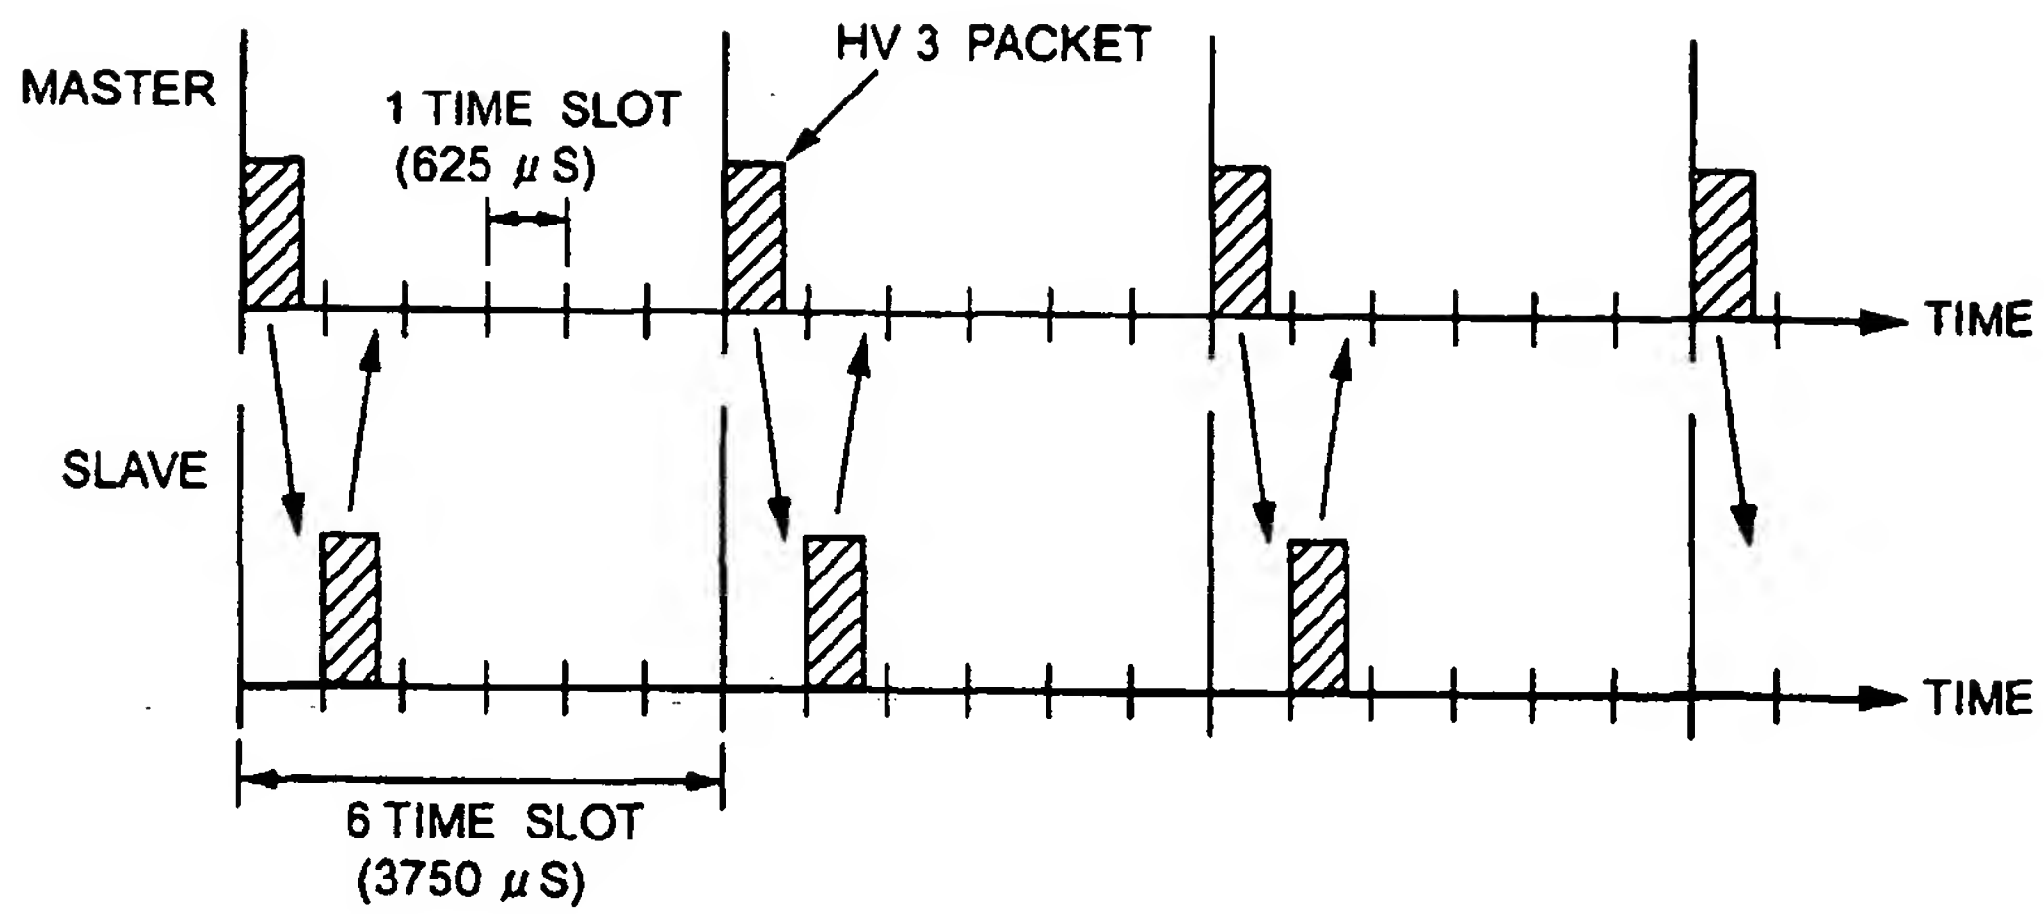 HV 3 PACKET
MASTER
1 TIME SLOT
(625 μS)
TIME
SLAVE
TIME
6 TIME SLOT
(3750 μS)